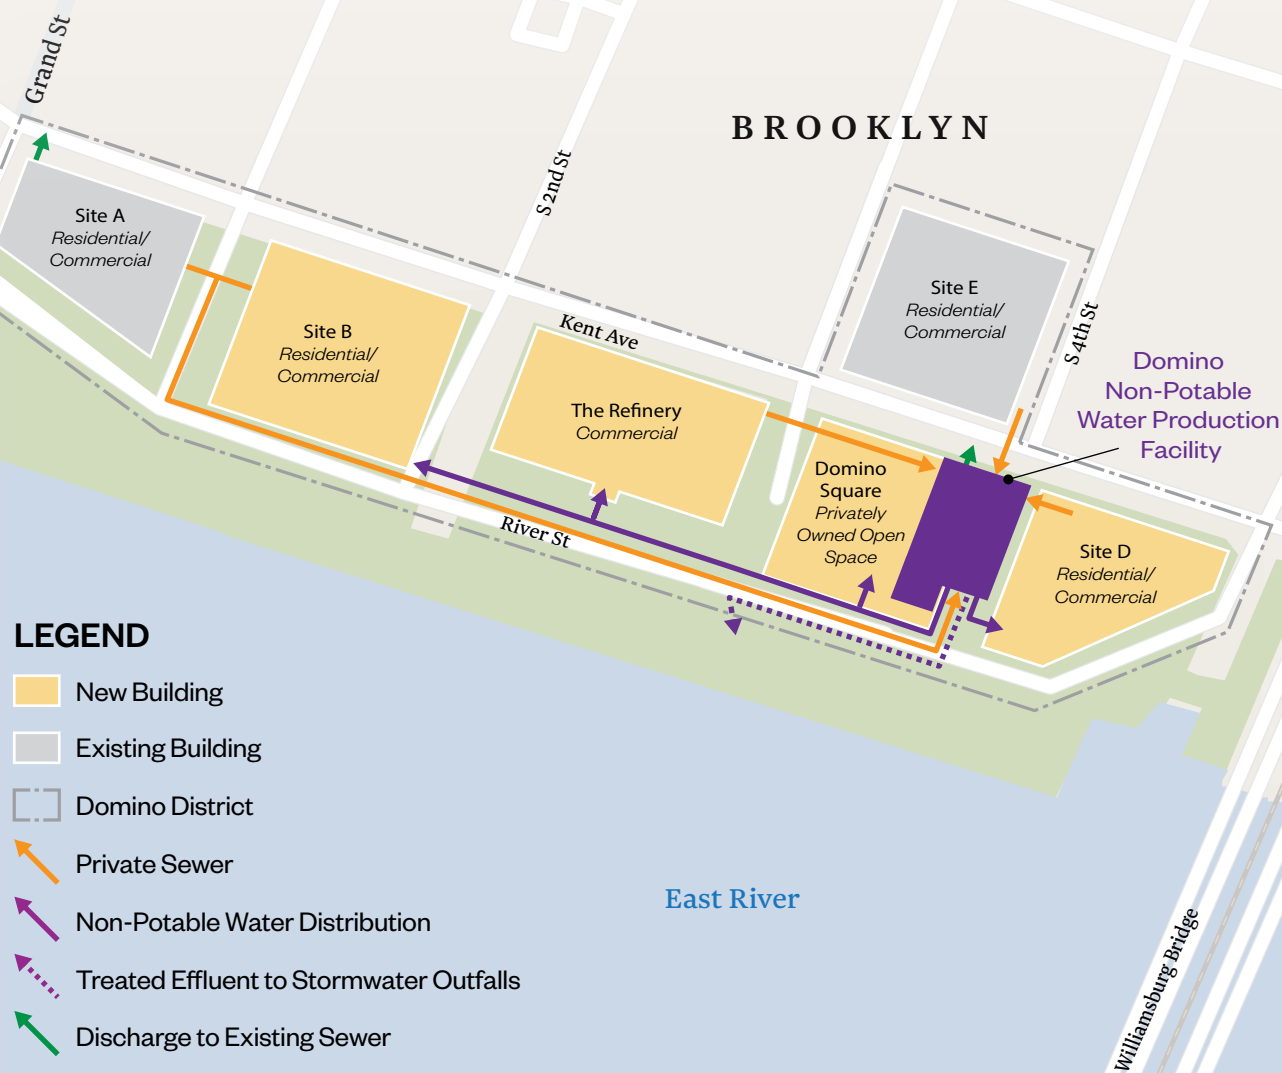 Grand St
BROOKLYN
S 2nd St
Site A
Residential/
Commercial
Site E
Residential/
Commercial
S 4th St
Kent Ave
Site B
Residential/
Commercial
Domino
Non-Potable
Water Production
Facility
The Refinery
Commercial
Domino
Square
Privately
Owned Open
Space
River St
Site D
Residential/
Commercial
LEGEND
New Building
Existing Building
Domino District
Private Sewer
Non-Potable Water Distribution
Treated Effluent to Stormwater Outfalls
Discharge to Existing Sewer
East River
Williamsburg Bridge